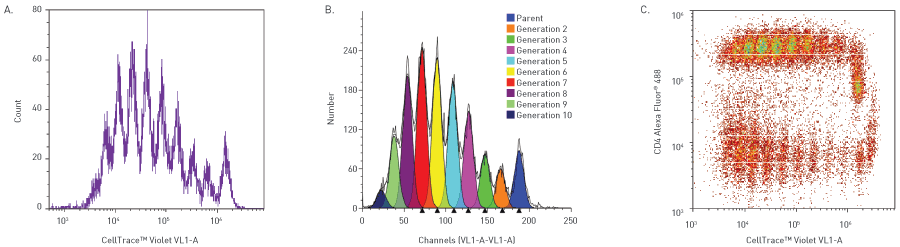 A.
80
60
40
20
0
Count
10³ 10⁴ 10⁵ 10⁶
CellTrace™ Violet VL1-A
B.
240
180
120
60
0
Number
0 50 100 150 200 250
Channels (VL1-A-VL1-A)
Parent
Generation 2
Generation 3
Generation 4
Generation 5
Generation 6
Generation 7
Generation 8
Generation 9
Generation 10
C.
10⁶
10⁵
10⁴
10³
CD4 Alexa Fluor® 488
10³ 10⁴ 10⁵ 10⁶
CellTrace™ Violet VL1-A